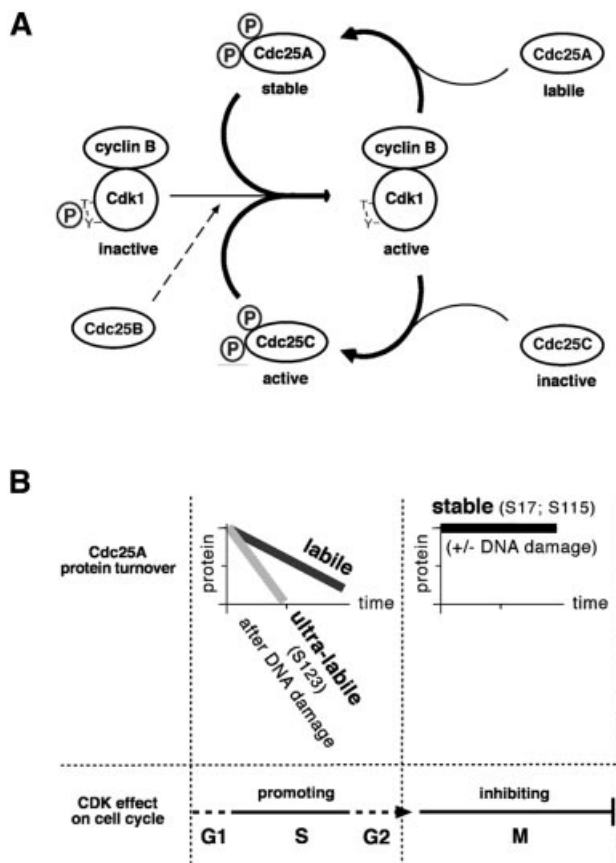 A
P
P
Cdc25A
stable
Cdc25A
labile
cyclin B
Cdk1
T
Y
P
inactive
cyclin B
Cdk1
T
Y
active
Cdc25B
P
P
Cdc25C
active
Cdc25C
inactive
B
Cdc25A
protein turnover
protein
labile
time
ultra-labile
(S123)
after DNA damage
stable (S17; S115)
(+/- DNA damage)
protein
time
CDK effect
on cell cycle
promoting
inhibiting
G1 S G2 M